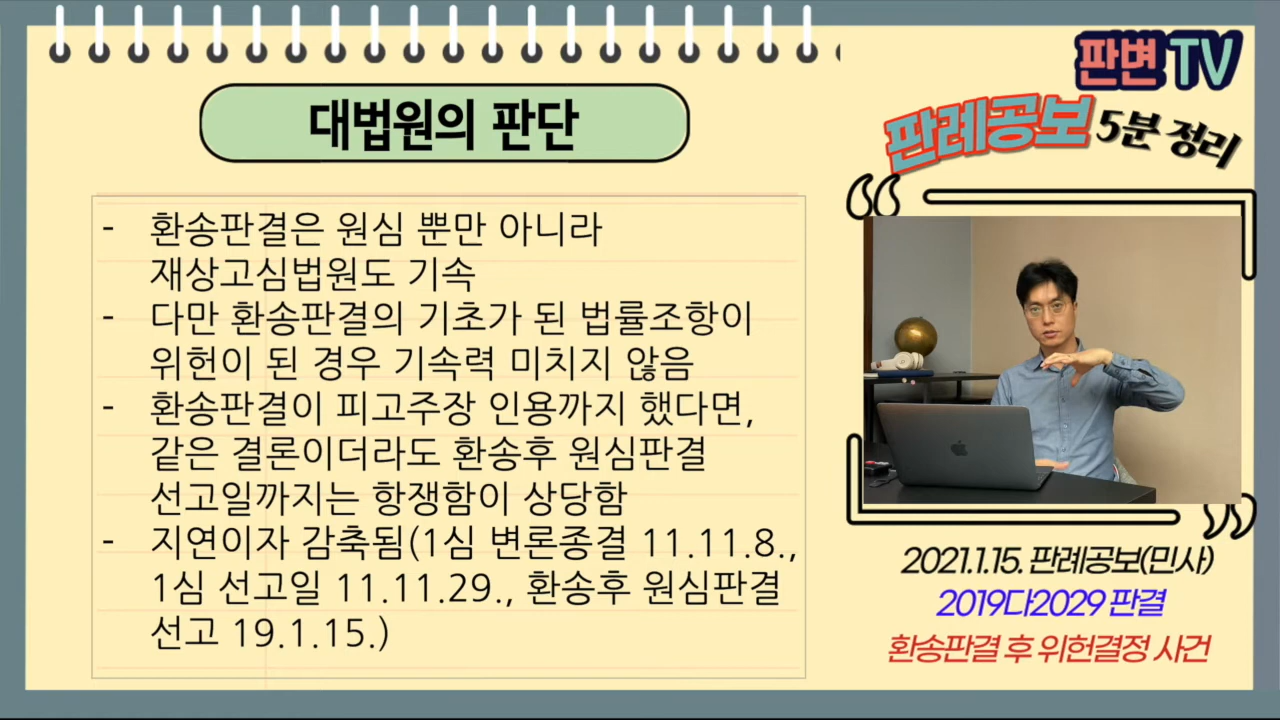 판변 TV
판례공보 5분 정리
대법원의 판단
- 환송판결은 원심 뿐만 아니라
재상고심법원도 기속
- 다만 환송판결의 기초가 된 법률조항이
위헌이 된 경우 기속력 미치지 않음
- 환송판결이 피고주장 인용까지 했다면,
같은 결론이더라도 환송후 원심판결
선고일까지는 항쟁함이 상당함
- 지연이자 감축됨(1심 변론종결 11.11.8.,
1심 선고일 11.11.29., 환송후 원심판결
선고 19.1.15.)
2021.1.15. 판례공보(민사)
2019다2029 판결
환송판결 후 위헌결정 사건